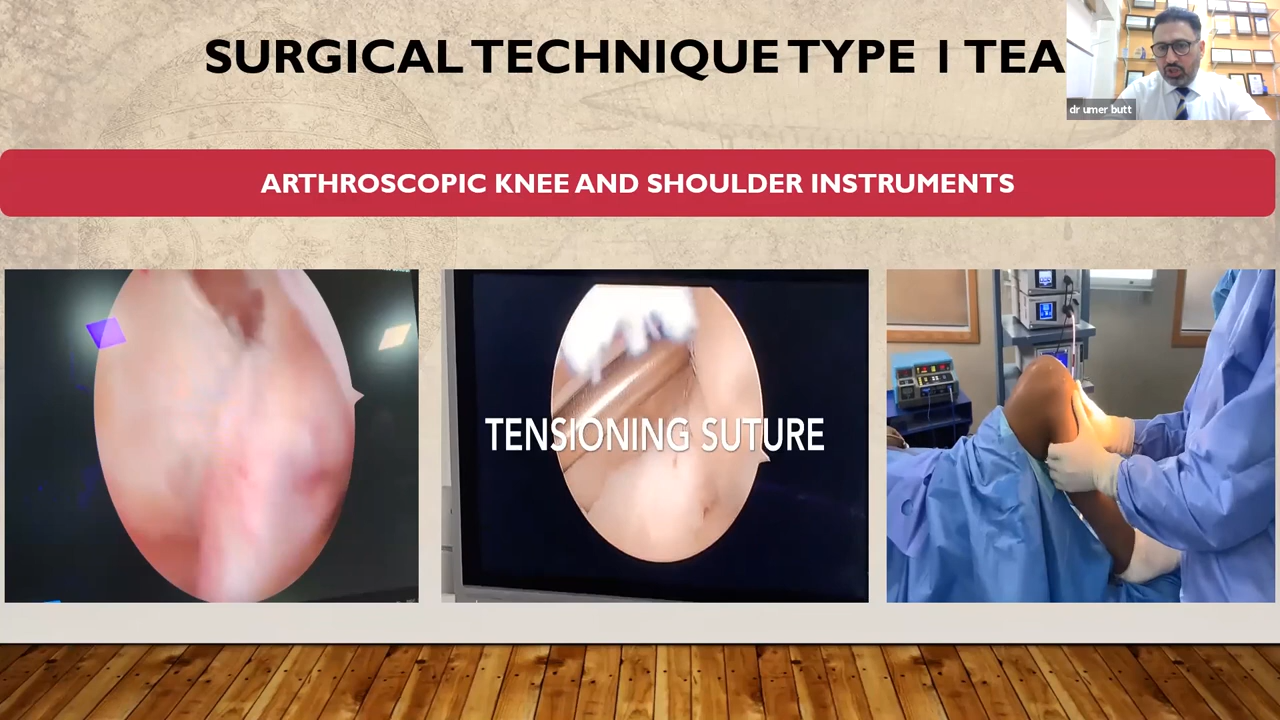 SURGICAL TECHNIQUE TYPE I TEA
dr umer butt
ARTHROSCOPIC KNEE AND SHOULDER INSTRUMENTS
TENSIONING SUTURE